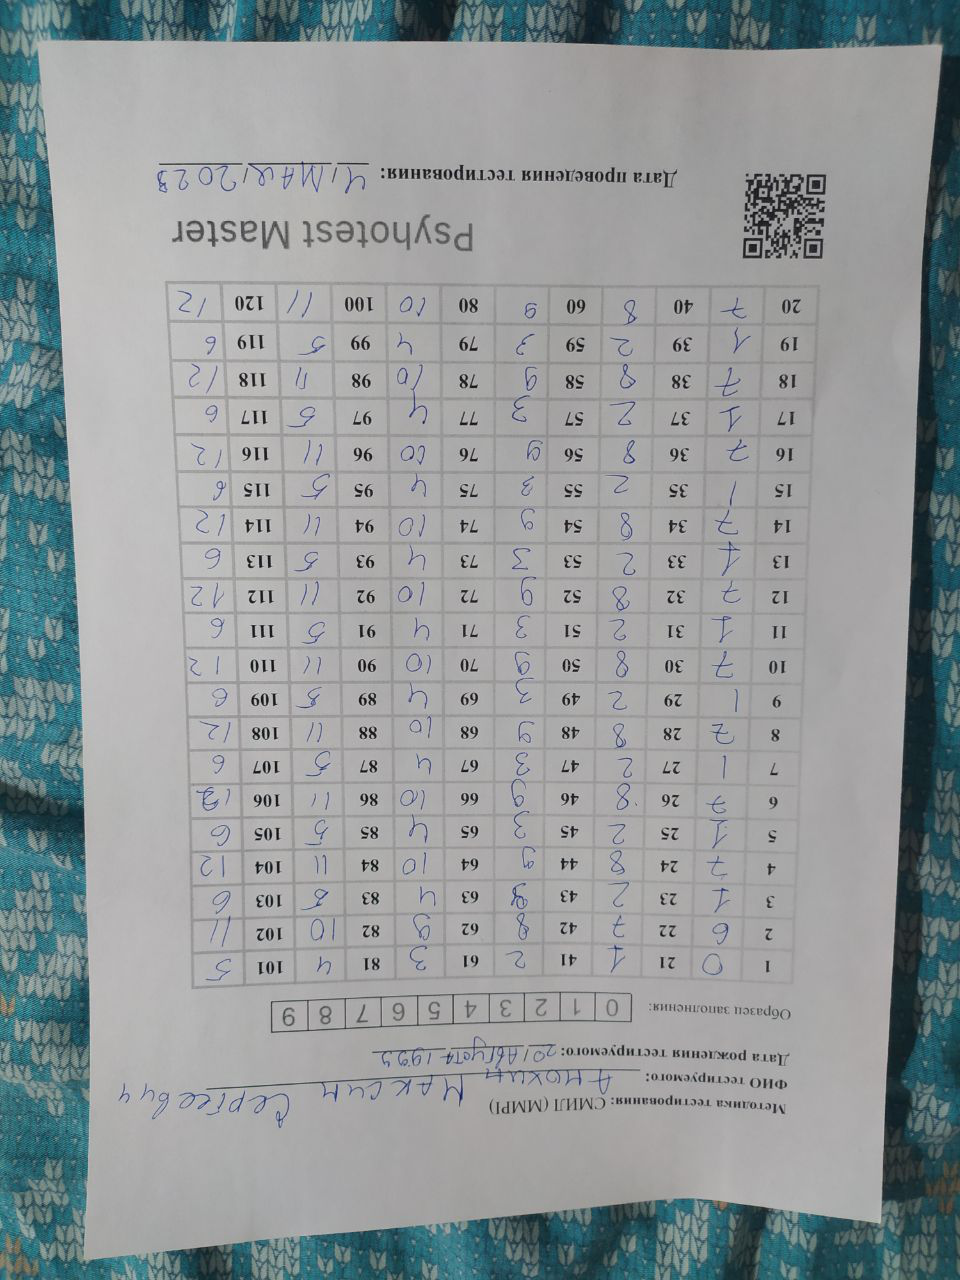 Методика тестирования: СМИЛ (MMPI)
ФИО тестируемого: Анохин Максим Сергеевич
Дата рождения тестируемого: 20 / Августа / 1999
Образец заполнения: 0 1 2 3 4 5 6 7 8 9
1 0 21 1 41 2 61 3 81 4 101 5
2 6 22 7 42 8 62 9 82 10 102 11
3 1 23 2 43 3 63 4 83 5 103 6
4 7 24 8 44 9 64 10 84 11 104 12
5 1 25 2 45 3 65 4 85 5 105 6
6 7 26 8 46 9 66 10 86 11 106 12
7 1 27 2 47 3 67 4 87 5 107 6
8 7 28 8 48 9 68 10 88 11 108 12
9 1 29 2 49 3 69 4 89 5 109 6
10 7 30 8 50 9 70 10 90 11 110 12
11 1 31 2 51 3 71 4 91 5 111 6
12 7 32 8 52 9 72 10 92 11 112 12
13 1 33 2 53 3 73 4 93 5 113 6
14 7 34 8 54 9 74 10 94 11 114 12
15 1 35 2 55 3 75 4 95 5 115 6
16 7 36 8 56 9 76 10 96 11 116 12
17 1 37 2 57 3 77 4 97 5 117 6
18 7 38 8 58 9 78 10 98 11 118 12
19 1 39 2 59 3 79 4 99 5 119 6
20 7 40 8 60 9 80 10 100 11 120 12
Psyhotest Master
Дата проведения тестирования: 4 / МАЯ / 2023